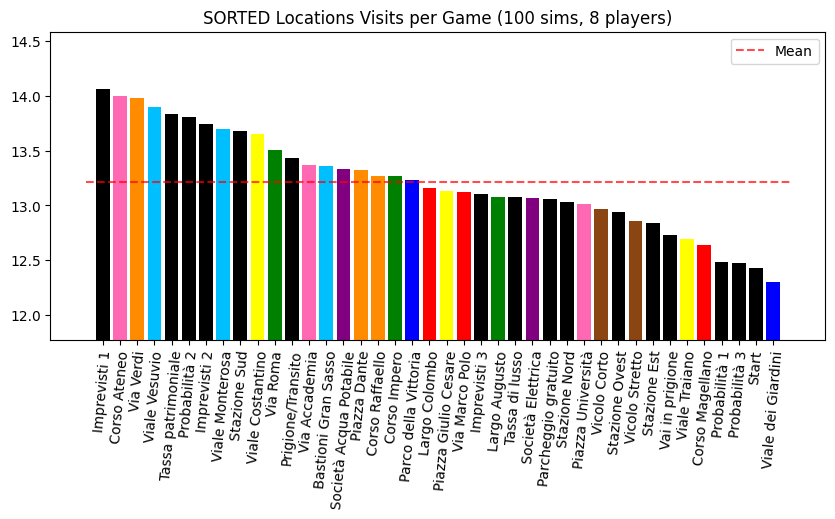 SORTED Locations Visits per Game (100 sims, 8 players)
Mean
14.5
14.0
13.5
13.0
12.5
12.0
Imprevisti 1
Corso Ateneo
Via Verdi
Viale Vesuvio
Tassa patrimoniale
Probabilità 2
Imprevisti 2
Viale Monterosa
Stazione Sud
Viale Costantino
Via Roma
Prigione/Transito
Via Accademia
Bastioni Gran Sasso
Società Acqua Potabile
Piazza Dante
Corso Raffaello
Corso Impero
Parco della Vittoria
Largo Colombo
Piazza Giulio Cesare
Via Marco Polo
Imprevisti 3
Largo Augusto
Tassa di lusso
Società Elettrica
Parcheggio gratuito
Stazione Nord
Piazza Università
Vicolo Corto
Stazione Ovest
Vicolo Stretto
Stazione Est
Vai in prigione
Viale Traiano
Corso Magellano
Probabilità 1
Probabilità 3
Start
Viale dei Giardini